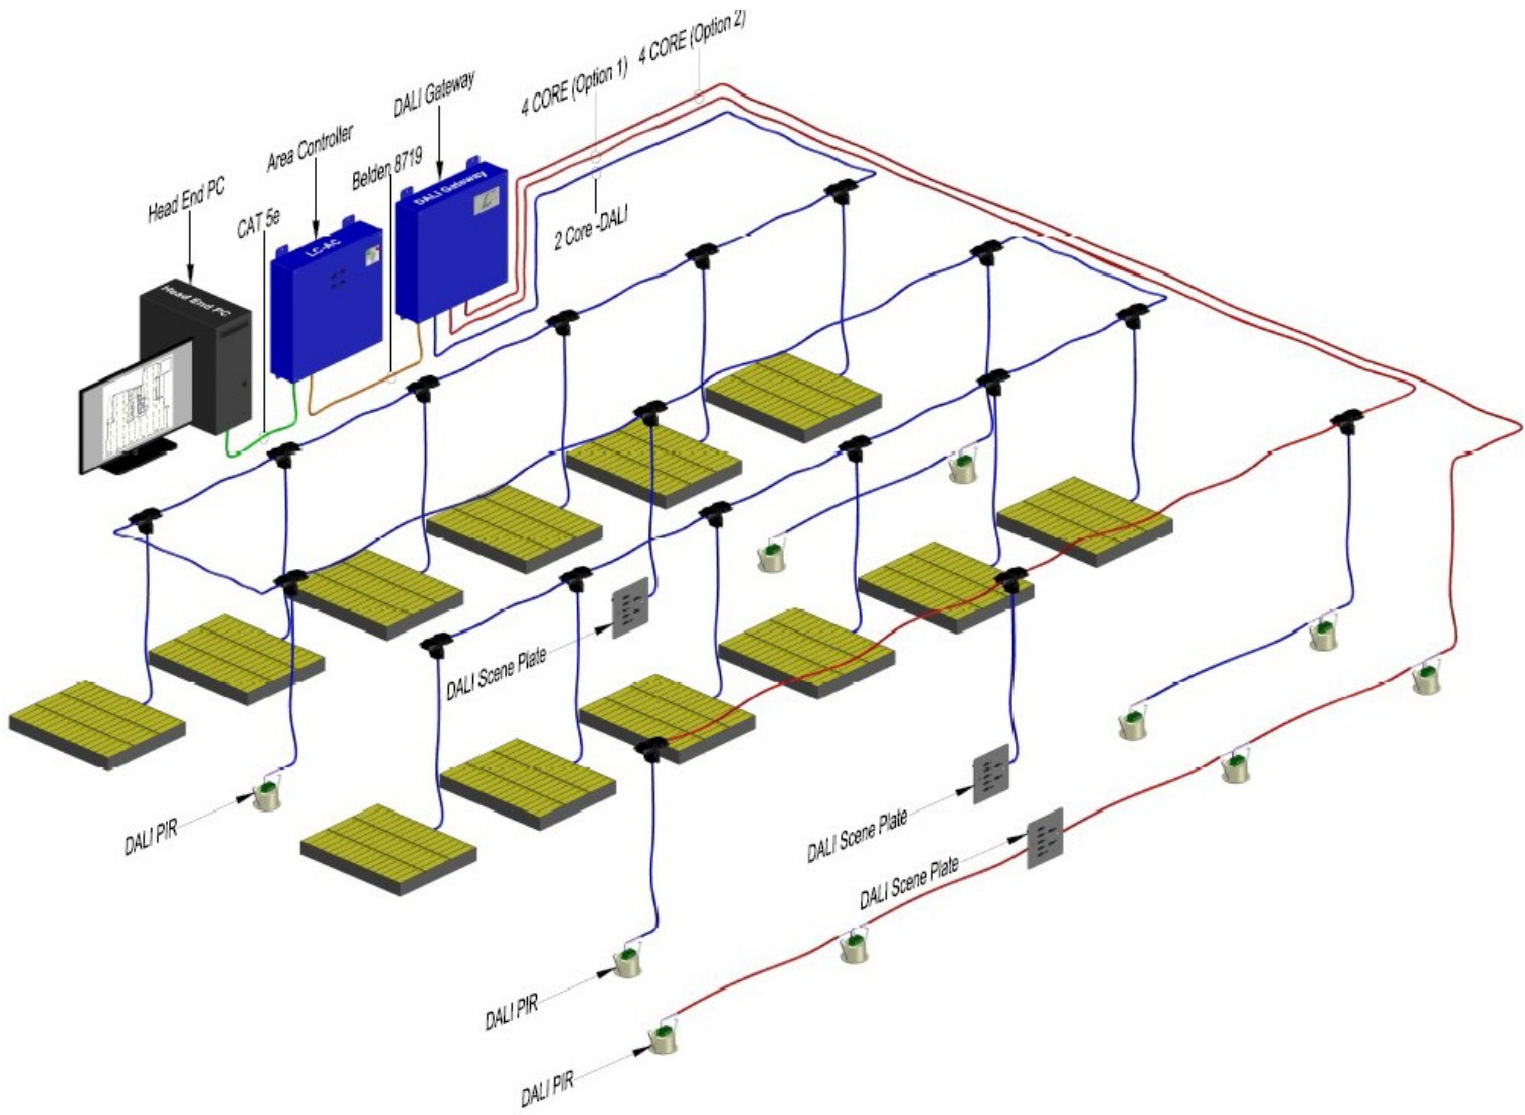 4 CORE (Option 2)
4 CORE (Option 1)
DALI Gateway
Area Controller
Belden 8719
Head End PC
CAT 5e
2 Core -DALI
DALI Gateway
LC-AC
Head End PC
DALI Scene Plate
DALI PIR
DALI Scene Plate
DALI Scene Plate
DALI PIR
DALI PIR